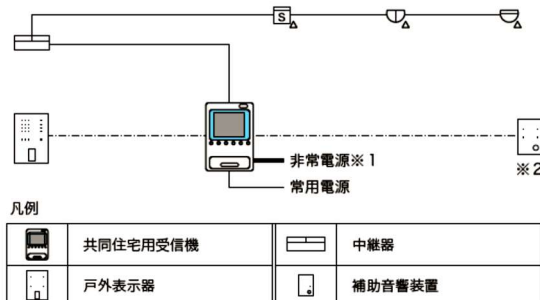 S
非常電源※1
常用電源
※2
凡例
共同住宅用受信機
中継器
戸外表示器
補助音響装置